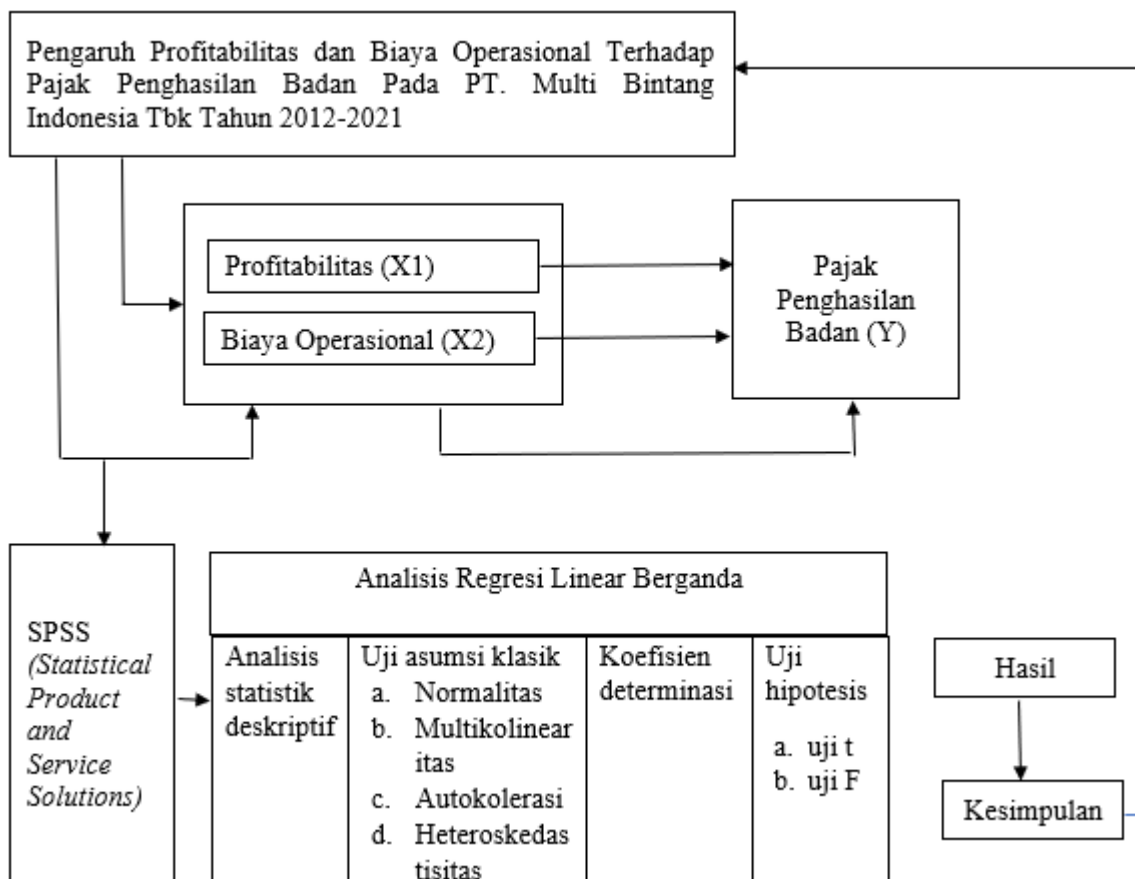 Pengaruh Profitabilitas dan Biaya Operasional Terhadap
Pajak Penghasilan Badan Pada PT. Multi Bintang
Indonesia Tbk Tahun 2012-2021
Profitabilitas (X1)
Biaya Operasional (X2)
Pajak
Penghasilan
Badan (Y)
SPSS
(Statistical
Product
and
Service
Solutions)
Analisis Regresi Linear Berganda
Analisis
statistik
deskriptif
Uji asumsi klasik
a. Normalitas
b. Multikolinear
itas
c. Autokolerasi
d. Heteroskedas
tisitas
Koefisien
determinasi
Uji
hipotesis
a. uji t
b. uji F
Hasil
Kesimpulan